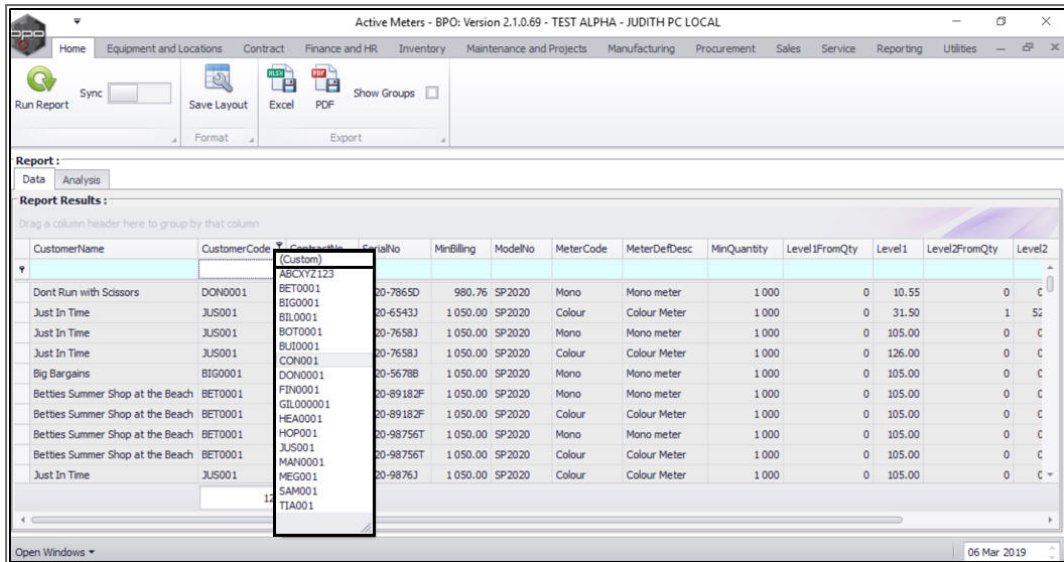 Active Meters - BPO: Version 2.1.0.69 - TEST ALPHA - JUDITH PC LOCAL
bpo
Home Equipment and Locations Contract Finance and HR Inventory Maintenance and Projects Manufacturing Procurement Sales Service Reporting Utilities
Run Report Sync Save Layout Excel PDF Show Groups
Format Export
Report :
Data Analysis
Report Results :
Drag a column header here to group by that column
CustomerName CustomerCode ContractNo SerialNo MinBilling ModelNo MeterCode MeterDefDesc MinQuantity Level1FromQty Level1 Level2FromQty Level2
(Custom)
ABCXYZ123
BET0001
BIG0001
BIL0001
BOT0001
BUI0001
CON001
DON0001
FIN0001
GIL000001
HEA0001
HOP001
JUS001
MAN0001
MEG001
SAM001
TIA001
Dont Run with Scissors DON0001 20-7865D 980.76 SP2020 Mono Mono meter 1 000 0 10.55 0
Just In Time JUS001 20-6543J 1 050.00 SP2020 Colour Colour Meter 1 000 0 31.50 1 52
Just In Time JUS001 20-7658J 1 050.00 SP2020 Mono Mono meter 1 000 0 105.00 0
Just In Time JUS001 20-7658J 1 050.00 SP2020 Colour Colour Meter 1 000 0 126.00 0
Big Bargains BIG0001 20-5678B 1 050.00 SP2020 Mono Mono meter 1 000 0 105.00 0
Betties Summer Shop at the Beach BET0001 20-89182F 1 050.00 SP2020 Mono Mono meter 1 000 0 105.00 0
Betties Summer Shop at the Beach BET0001 20-89182F 1 050.00 SP2020 Colour Colour Meter 1 000 0 105.00 0
Betties Summer Shop at the Beach BET0001 20-98756T 1 050.00 SP2020 Mono Mono meter 1 000 0 105.00 0
Betties Summer Shop at the Beach BET0001 20-98756T 1 050.00 SP2020 Colour Colour Meter 1 000 0 105.00 0
Just In Time JUS001 20-9876J 1 050.00 SP2020 Colour Colour Meter 1 000 0 105.00 0
12
Open Windows 06 Mar 2019